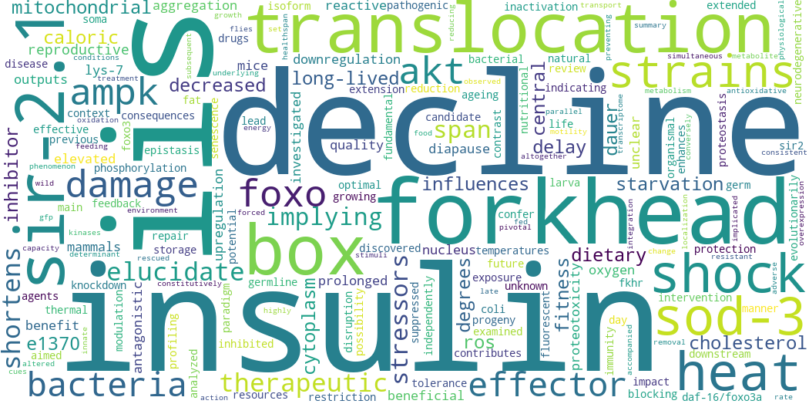 mitochondrial
aggregation
soma
caloric
reproductive
disease
conditions
treatment
outputs
lys-7
context
oxidation
effective
previous
feeding
foxo3
consequences
epistasis
elevated
phenomenon
phosphorylation
wild
environment
main
feedback
gfp
kinases
determinant
repair
mammals
storage
rescued
capacity
elucidate
knockdown
constitutively
agents
thermal
benefit
e1370
aimed
altered
cues
bacteria
shortens
inhibitor
sir-2.1
damage
ampk
ils
isoform
growth
flies
drugs
subsequent
underlying
mice
decreased
fat
senescence
upregulation
potential
modulation
antagonistic
profiling
innate
analyzed
paradigm
inhibited
therapeutic
action
resources
restriction
reactive
pathogenic
set
healthspan
downregulation
long-lived
extension
investigated
lead
energy
quality
translocation
inactivation
reducing
bacterial
akt
reduction
observed
ageing
fundamental
candidate
food
span
contrast
diapause
nutritional
central
indicating
delay
transport
extended
preventing
summary
simultaneous
metabolite
physiological
neurodegenerative
natural
review
strains
parallel
life
motility
altogether
dauer
transcriptome
unclear
metabolism
antioxidative
organismal
enhances
conversely
proteostasis
sir2
consistent
decline
foxo
forced
optimal
growing
implying
influences
starvation
germ
larva
forkhead
box
discovered
stimuli
nucleus
temperatures
confer
fed
pivotal
dietary
integration
change
localization
implicated
protection
resistant
overexpression
adverse
evolutionarily
germline
cytoplasm
prolonged
disruption
possibility
highly
stressors
suppressed
independently
degrees
late
future
exposure
unknown
coli
progeny
examined
ros
contributes
fluorescent
fitness
oxygen
fkhr
proteotoxicity
immunity
day
accompanied
shock
intervention
sod-3
manner
removal
cholesterol
downstream
insulin
heat
tolerance
beneficial
effector
impact
blocking
daf-16/foxo3a
rate